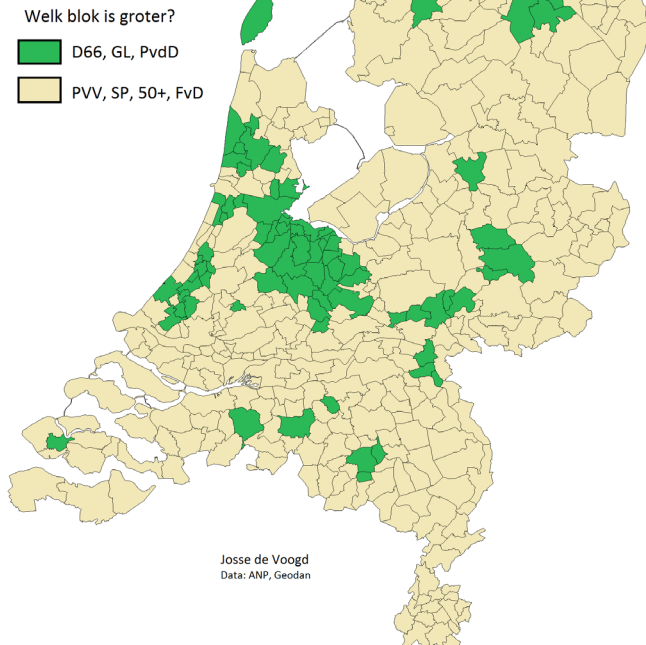 Welk blok is groter?
D66, GL, PvdD
PVV, SP, 50+, FvD
Josse de Voogd
Data: ANP, Geodan